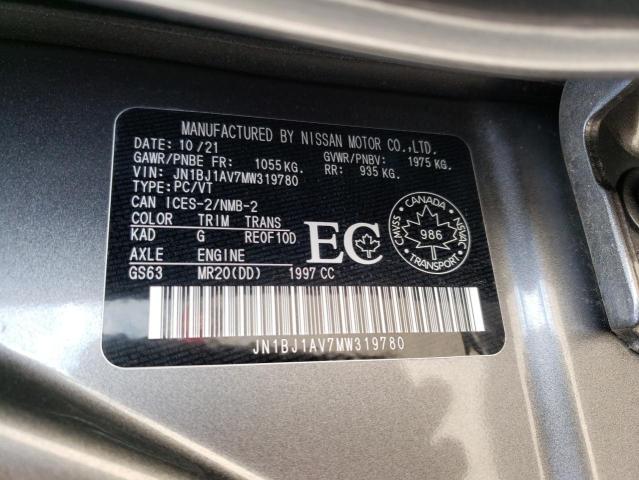 MANUFACTURED BY NISSAN MOTOR CO.,LTD.
DATE: 10/21
GAWR/PNBE FR: 1055 KG. GVWR/PNBV: 1975 KG.
VIN: JN1BJ1AV7MW319780 RR: 935 KG.
TYPE: PC/VT
CAN ICES-2/NMB-2
COLOR TRIM TRANS
KAD G RE0F10D
AXLE ENGINE
GS63 MR20(DD) 1997 CC
EC
CANADA
CMVSS 986 NSVAC
TRANSPORT
JN1BJ1AV7MW319780